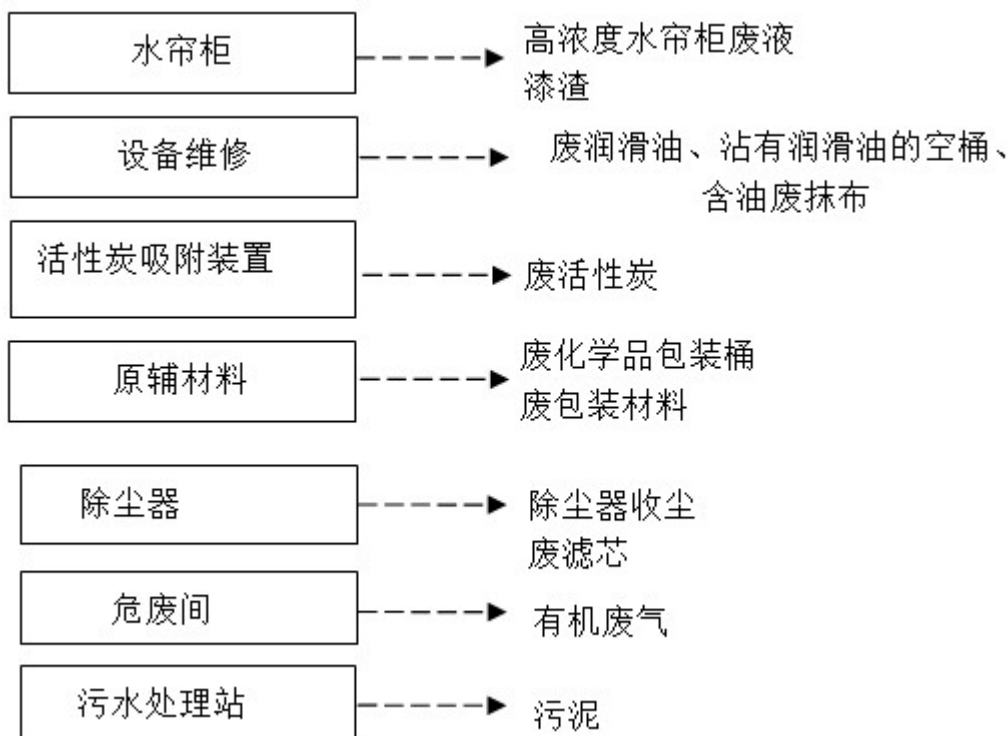 水帘柜
高浓度水帘柜废液
漆渣
设备维修
废润滑油、沾有润滑油的空桶、
含油废抹布
活性炭吸附装置
废活性炭
原辅材料
废化学品包装桶
废包装材料
除尘器
除尘器收尘
废滤芯
危废间
有机废气
污水处理站
污泥